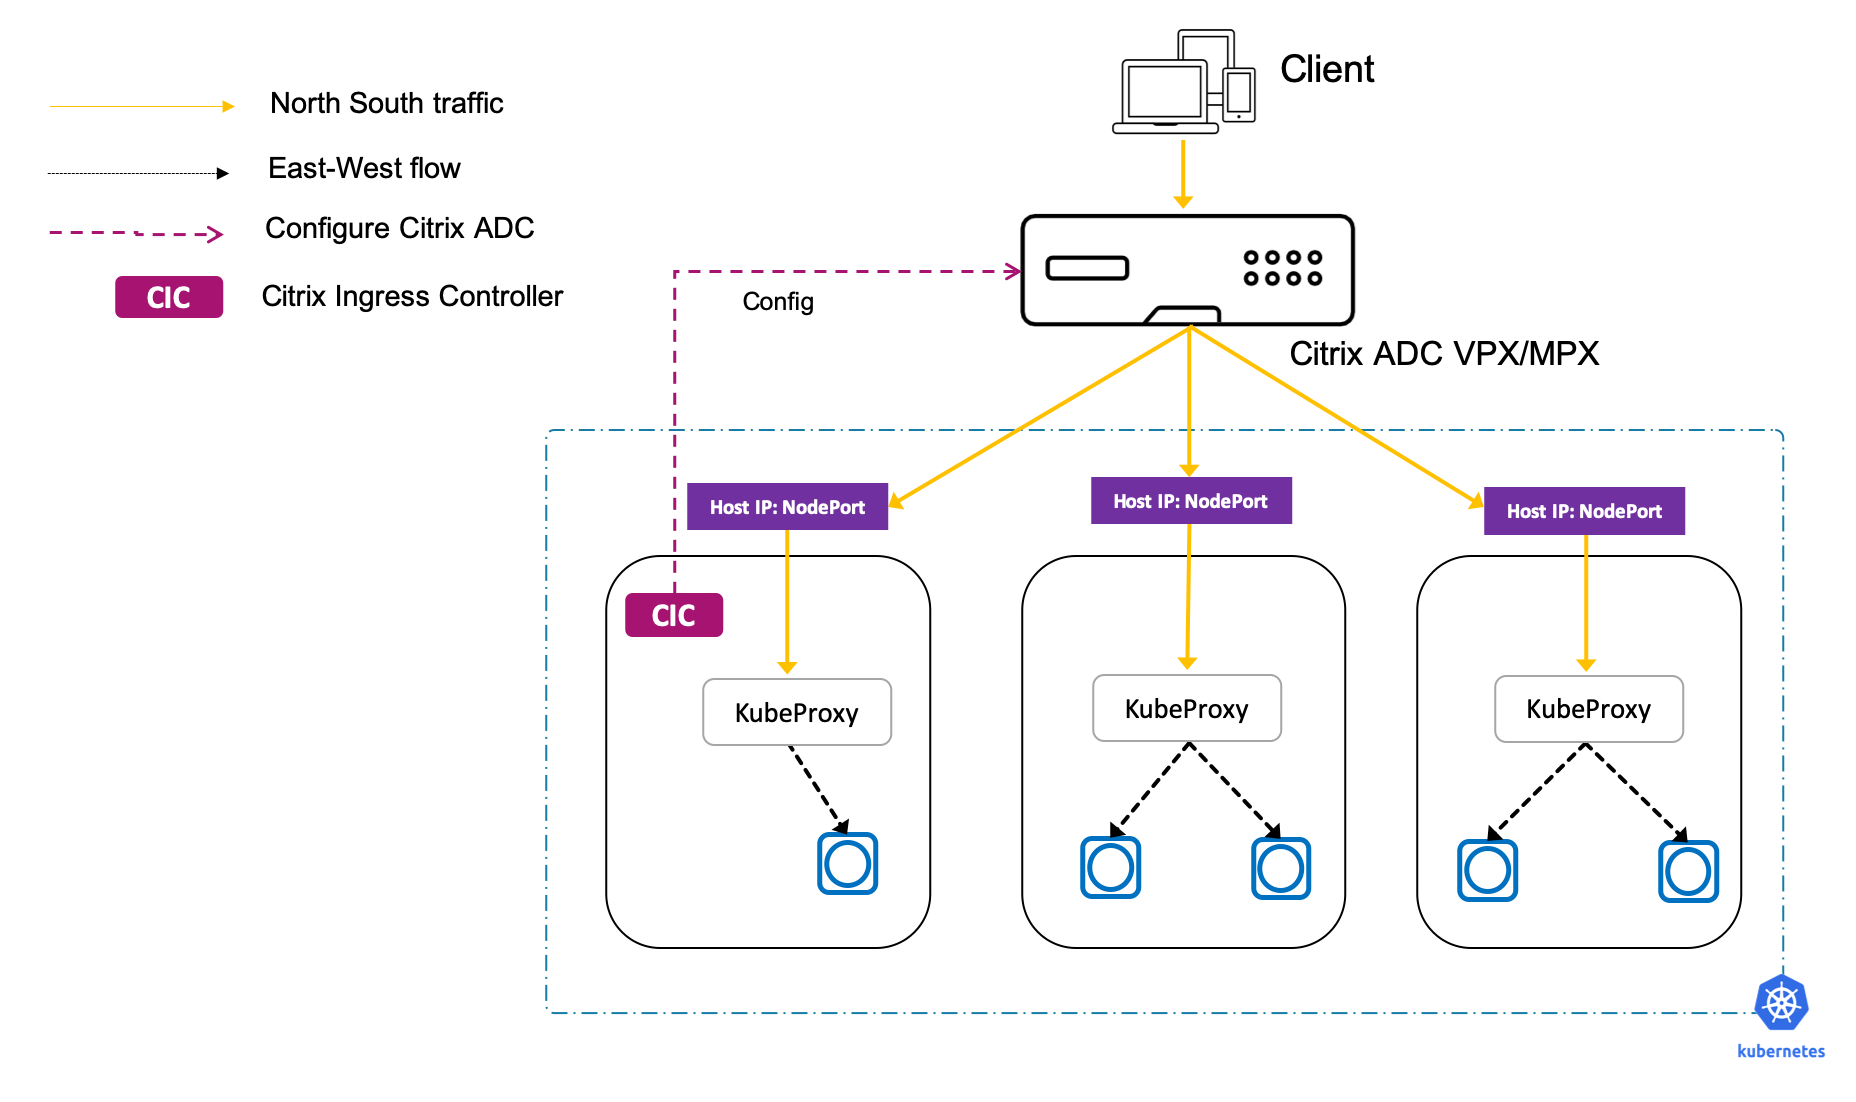 Client
North South traffic
East-West flow
Configure Citrix ADC
CIC
Citrix Ingress Controller
Config
Citrix ADC VPX/MPX
Host IP: NodePort
Host IP: NodePort
Host IP: NodePort
CIC
KubeProxy
KubeProxy
KubeProxy
kubernetes